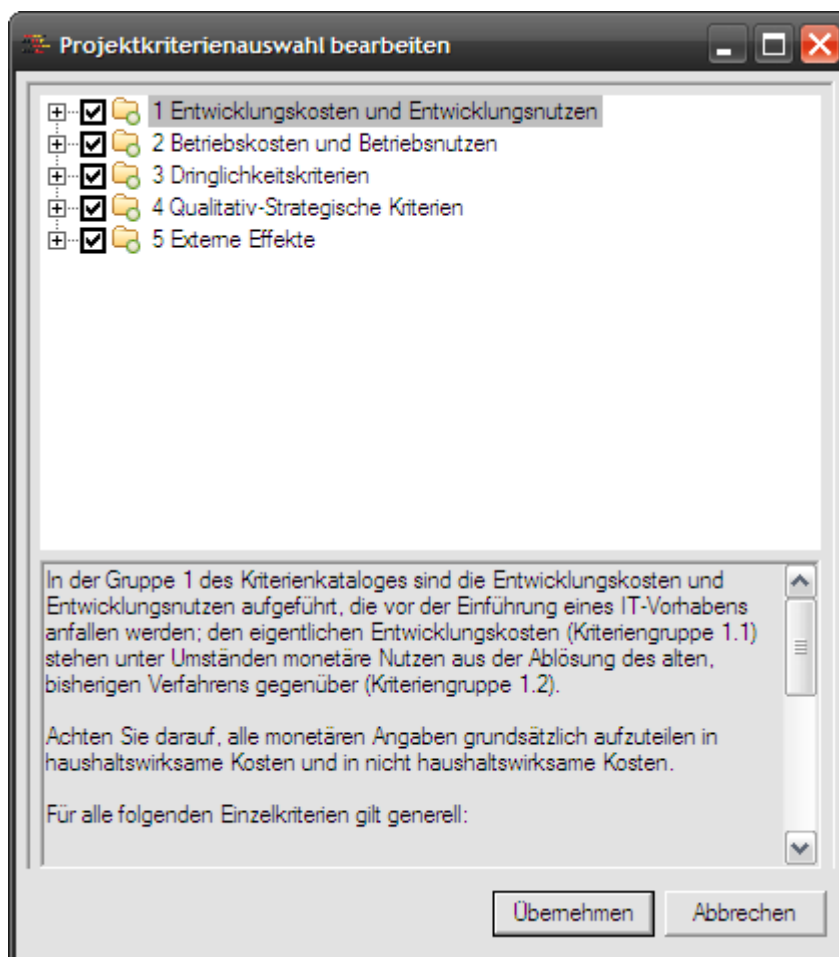 Projektkriterienauswahl bearbeiten
1 Entwicklungskosten und Entwicklungsnutzen
2 Betriebskosten und Betriebsnutzen
3 Dringlichkeitskriterien
4 Qualitativ-Strategische Kriterien
5 Externe Effekte
In der Gruppe 1 des Kriterienkataloges sind die Entwicklungskosten und
Entwicklungsnutzen aufgeführt, die vor der Einführung eines IT-Vorhabens
anfallen werden; den eigentlichen Entwicklungskosten (Kriteriengruppe 1.1)
stehen unter Umständen monetäre Nutzen aus der Ablösung des alten,
bisherigen Verfahrens gegenüber (Kriteriengruppe 1.2).
Achten Sie darauf, alle monetären Angaben grundsätzlich aufzuteilen in
haushaltswirksame Kosten und in nicht haushaltswirksame Kosten.
Für alle folgenden Einzelkriterien gilt generell:
Übernehmen Abbrechen